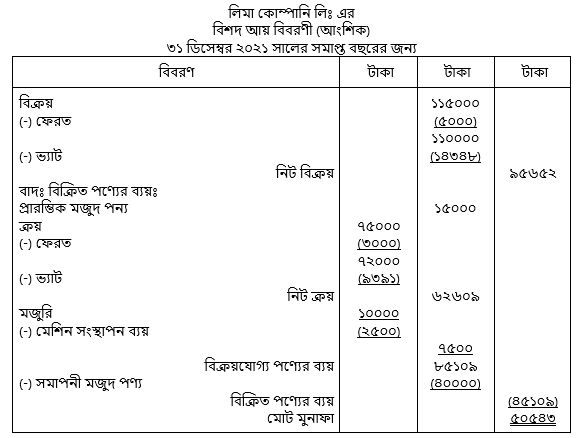 লিমা কোম্পানি লিঃ এর
বিশদ আয় বিবরণী (আংশিক)
৩১ ডিসেম্বর ২০২১ সালের সমাপ্ত বছরের জন্য
বিবরণ টাকা টাকা টাকা
বিক্রয় ১১৫০০০
(-) ফেরত (৫০০০)
১১০০০০
(-) ভ্যাট (১৪৩৪৮)
নিট বিক্রয় ৯৫৬৫২
বাদঃ বিক্রিত পণ্যের ব্যয়ঃ
প্রারম্ভিক মজুদ পন্য ১৫০০০
ক্রয় ৭৫০০০
(-) ফেরত (৩০০০)
৭২০০০
(-) ভ্যাট (৯৩৯১)
নিট ক্রয় ৬২৬০৯
মজুরি ১০০০০
(-) মেশিন সংস্থাপন ব্যয় (২৫০০)
৭৫০০
বিক্রয়যোগ্য পণ্যের ব্যয় ৮৫১০৯
(-) সমাপনী মজুদ পণ্য (৪০০০০)
বিক্রিত পণ্যের ব্যয় (৪৫১০৯)
মোট মুনাফা ৫০৫৪৩